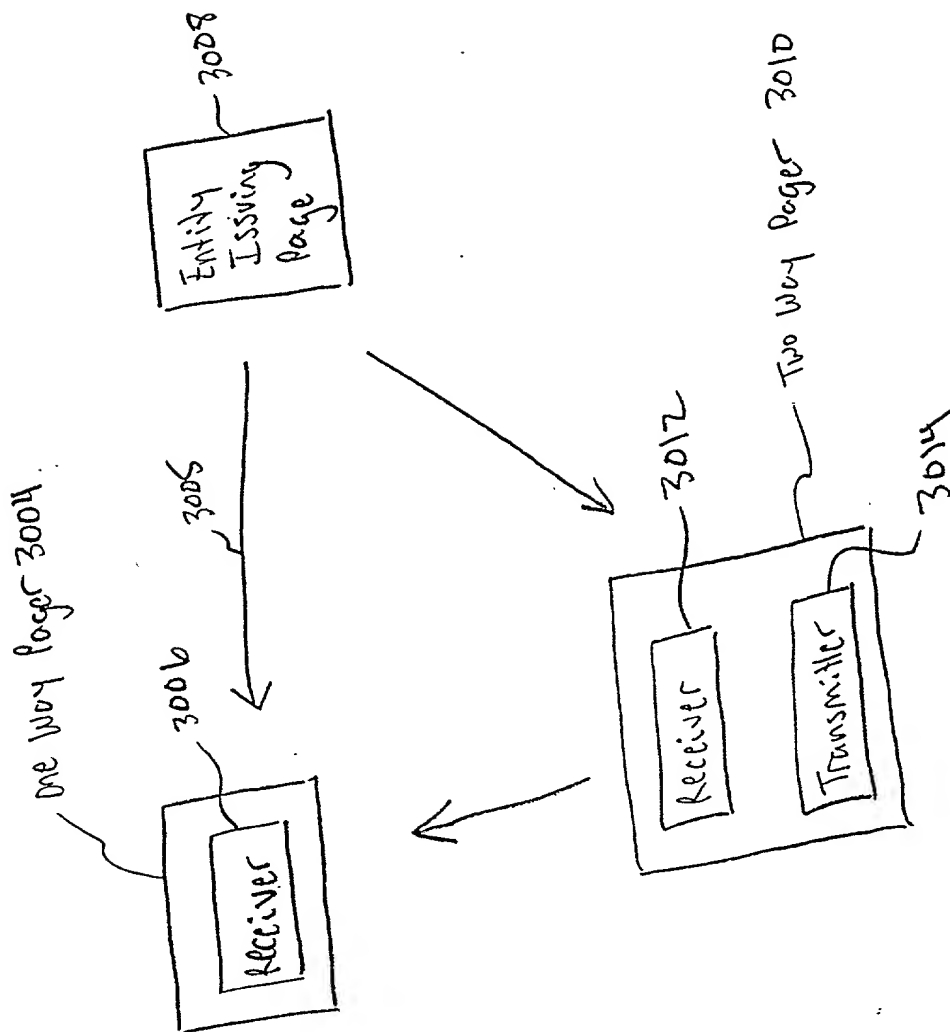 One Way Pager 3004
3006
Receiver
3005
Entity
Issuing
Page
3008
Receiver
3012
Transmitter
3014
Two Way Pager 3010